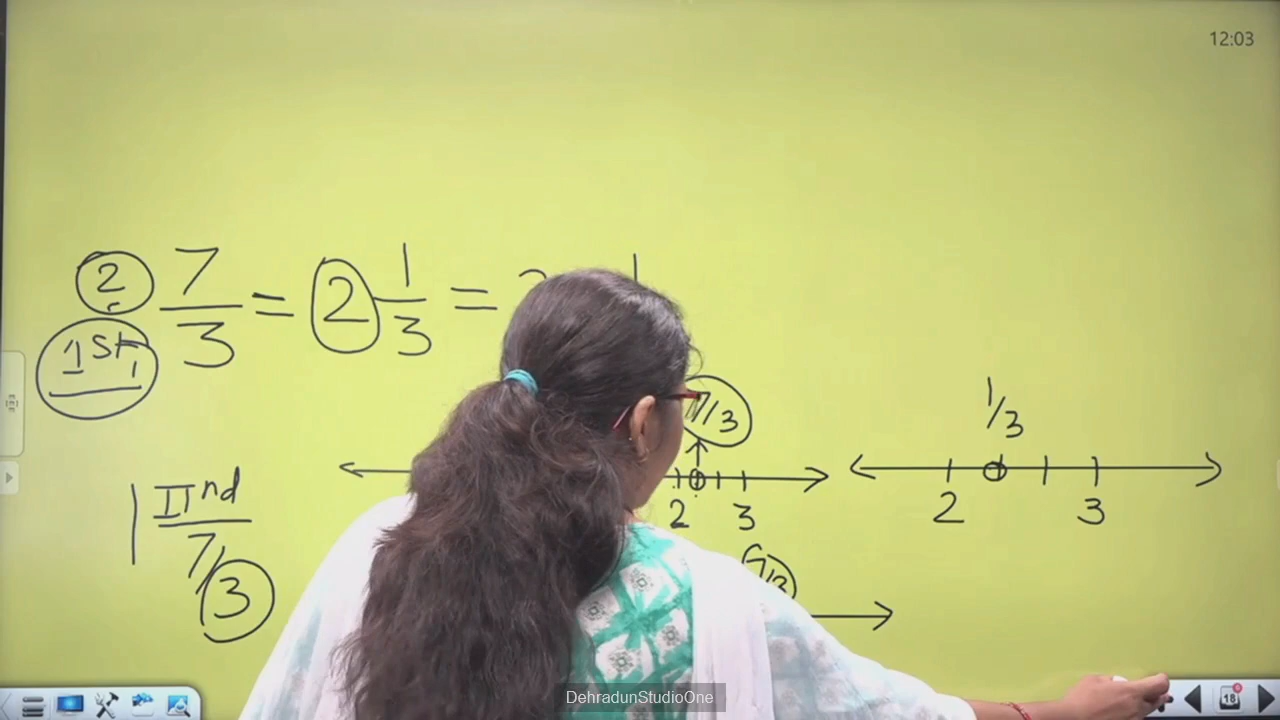 12:03
2 7/3 = 2 1/3 =
1st
1/3
2 3
2 3
IInd
7/3
7/3
DehradunStudioOne
18